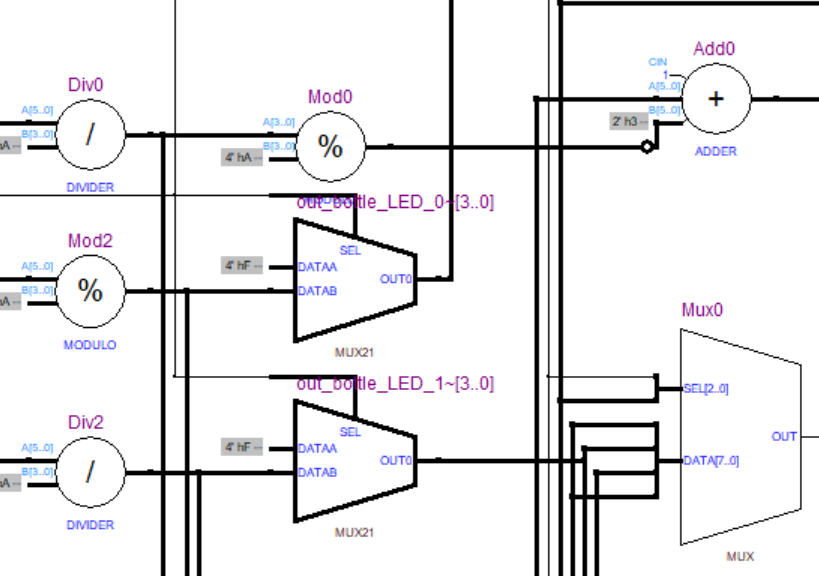 Add0
CIN
1
A[5..0]
B[5..0]
2' h3 --
+
ADDER
Div0
A[5..0]
B[3..0]
hA --
/
DIVIDER
Mod0
A[3..0]
B[3..0]
4' hA --
%
out_bottle_LED_0~[3..0]
SEL
4' hF --
DATAA
DATAB
OUT0
MUX21
Mod2
A[5..0]
B[3..0]
hA --
%
MODULO
Mux0
SEL[2..0]
DATA[7..0]
OUT
MUX
out_bottle_LED_1~[3..0]
SEL
4' hF --
DATAA
DATAB
OUT0
MUX21
Div2
A[5..0]
B[3..0]
hA --
/
DIVIDER